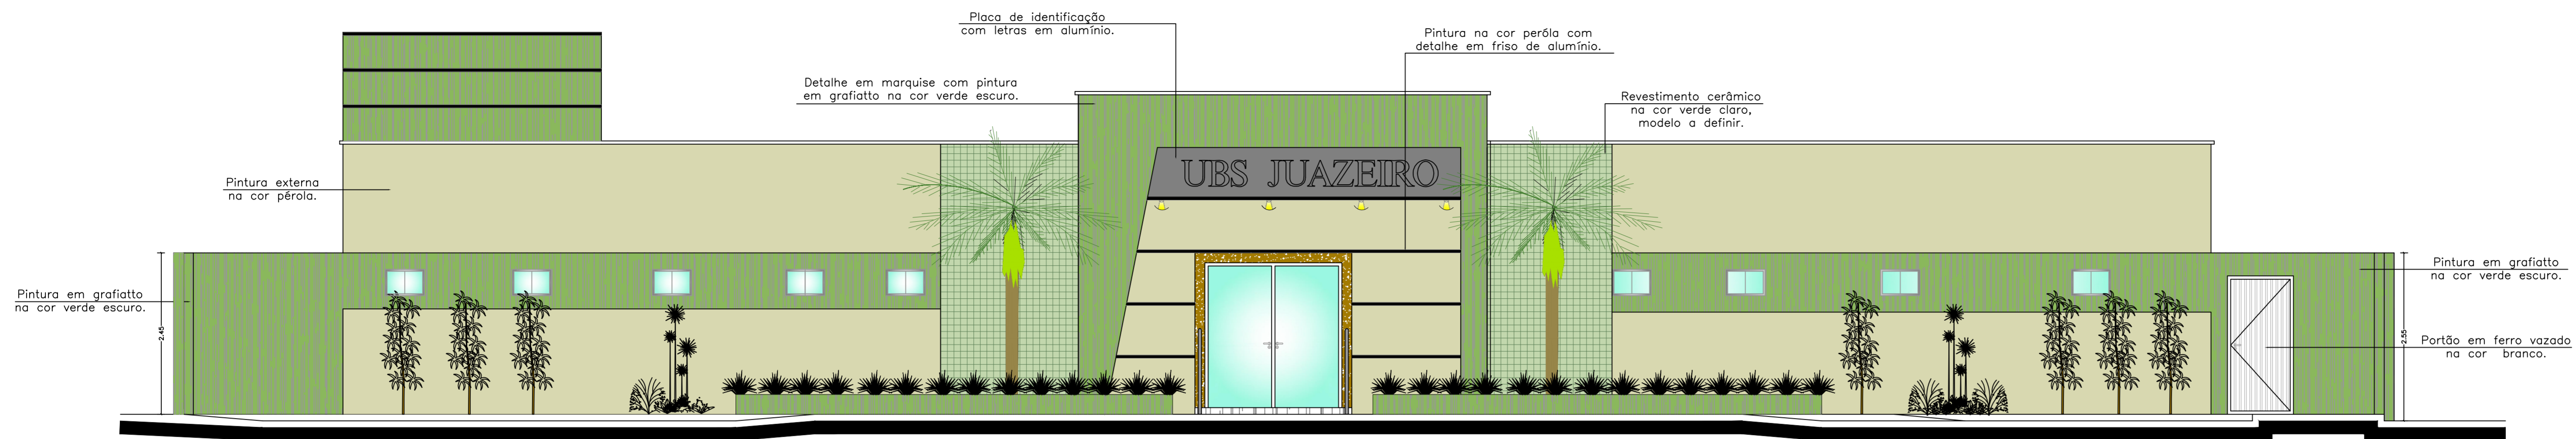 Placa de identificação
com letras em alumínio.
Pintura na cor peróla com
detalhe em friso de alumínio.
Detalhe em marquise com pintura
em grafiatto na cor verde escuro.
Revestimento cerâmico
na cor verde claro,
modelo a definir.
UBS JUAZEIRO
Pintura externa
na cor pérola.
Pintura em grafiatto
na cor verde escuro.
2.45
Pintura em grafiatto
na cor verde escuro.
2.55
Portão em ferro vazado
na cor branco.